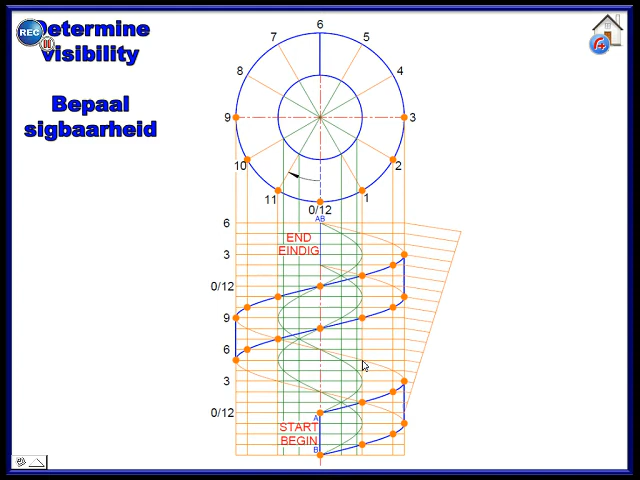 Determine
visibility
REC
Bepaal
sigbaarheid
6
7
5
8
4
9
3
10
2
11
1
0/12
AB
6
END
3
EINDIG
0/12
9
6
3
0/12
A
START
BEGIN
B